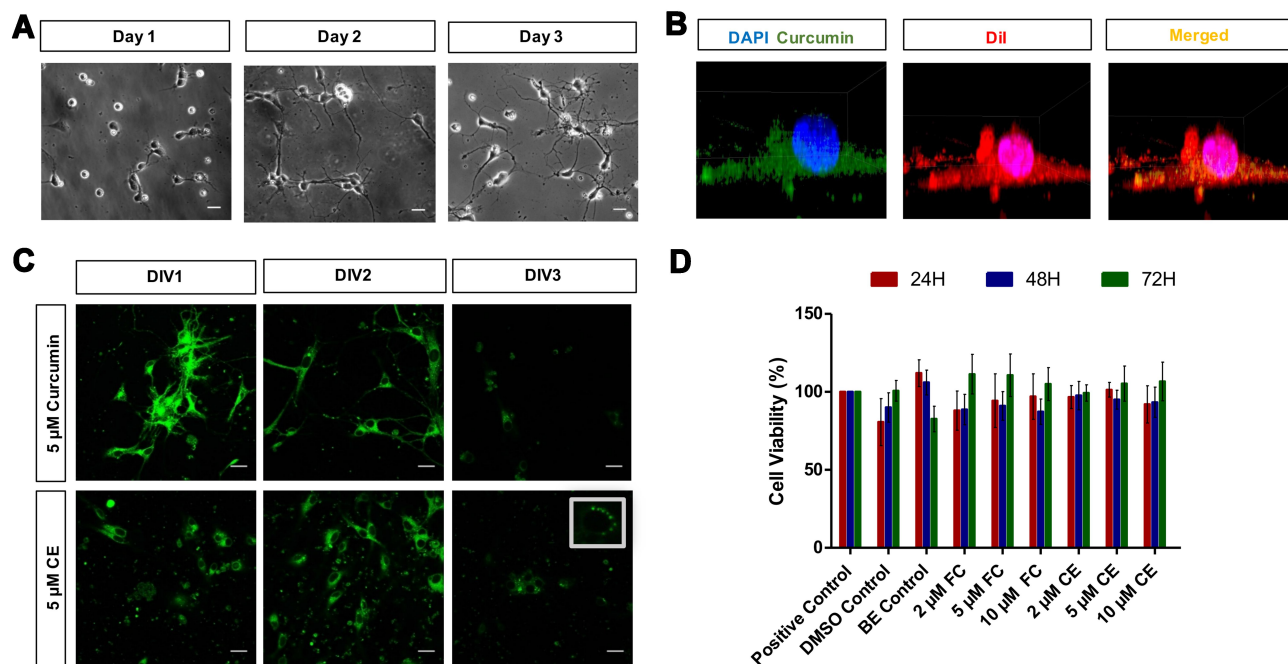 A
Day 1
Day 2
Day 3
B
DAPI Curcumin
Dil
Merged
C
DIV1
DIV2
DIV3
5 µM Curcumin
5 µM CE
D
24H
48H
72H
Cell Viability (%)
150
100
50
0
Positive Control
DMSO Control
BE Control
2 µM FC
5 µM FC
10 µM FC
2 µM CE
5 µM CE
10 µM CE